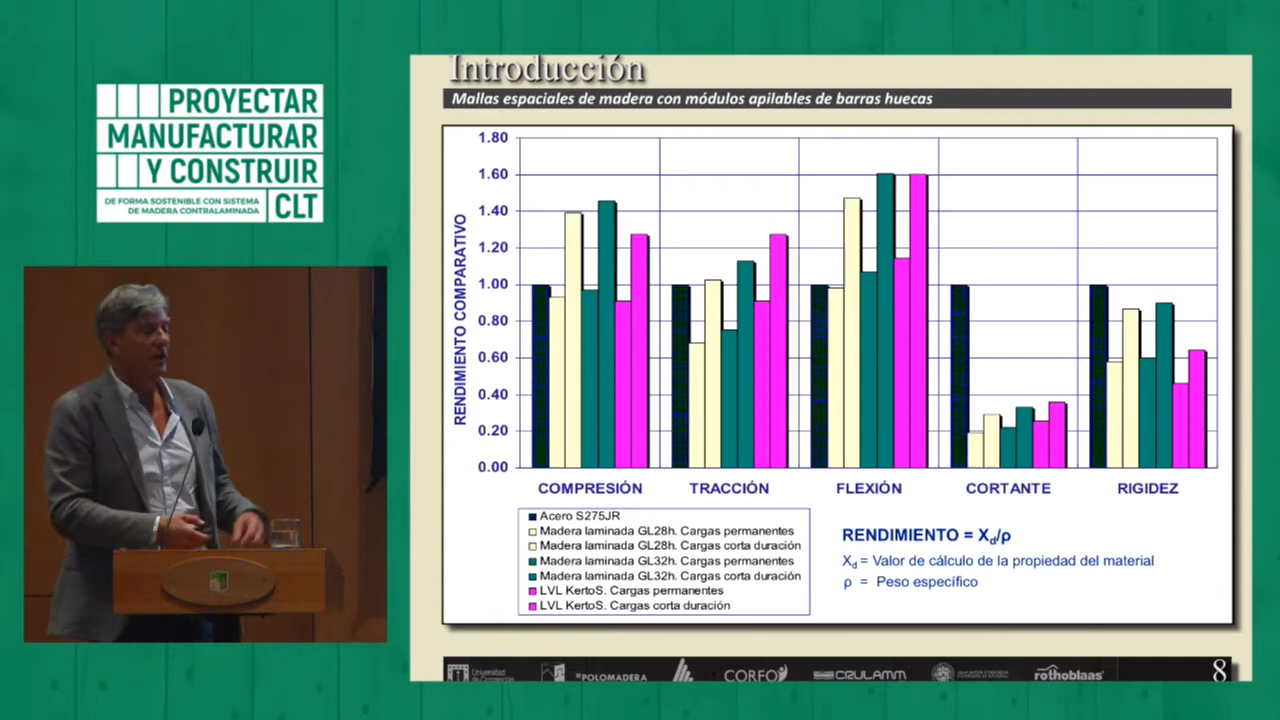 PROYECTAR
MANUFACTURAR
Y CONSTRUIR
DE FORMA SOSTENIBLE CON SISTEMA
DE MADERA CONTRALAMINADA
CLT
Introducción
Mallas espaciales de madera con módulos apilables de barras huecas
RENDIMIENTO COMPARATIVO
1.80
1.60
1.40
1.20
1.00
0.80
0.60
0.40
0.20
0.00
COMPRESIÓN TRACCIÓN FLEXIÓN CORTANTE RIGIDEZ
Acero S275JR
Madera laminada GL28h. Cargas permanentes
Madera laminada GL28h. Cargas corta duración
Madera laminada GL32h. Cargas permanentes
Madera laminada GL32h. Cargas corta duración
LVL KertoS. Cargas permanentes
LVL KertoS. Cargas corta duración
RENDIMIENTO = Xd/ρ
Xd = Valor de cálculo de la propiedad del material
ρ = Peso específico
Universidad
POLOMADERA
CORFO
CRULAMM
rothoblaas
8